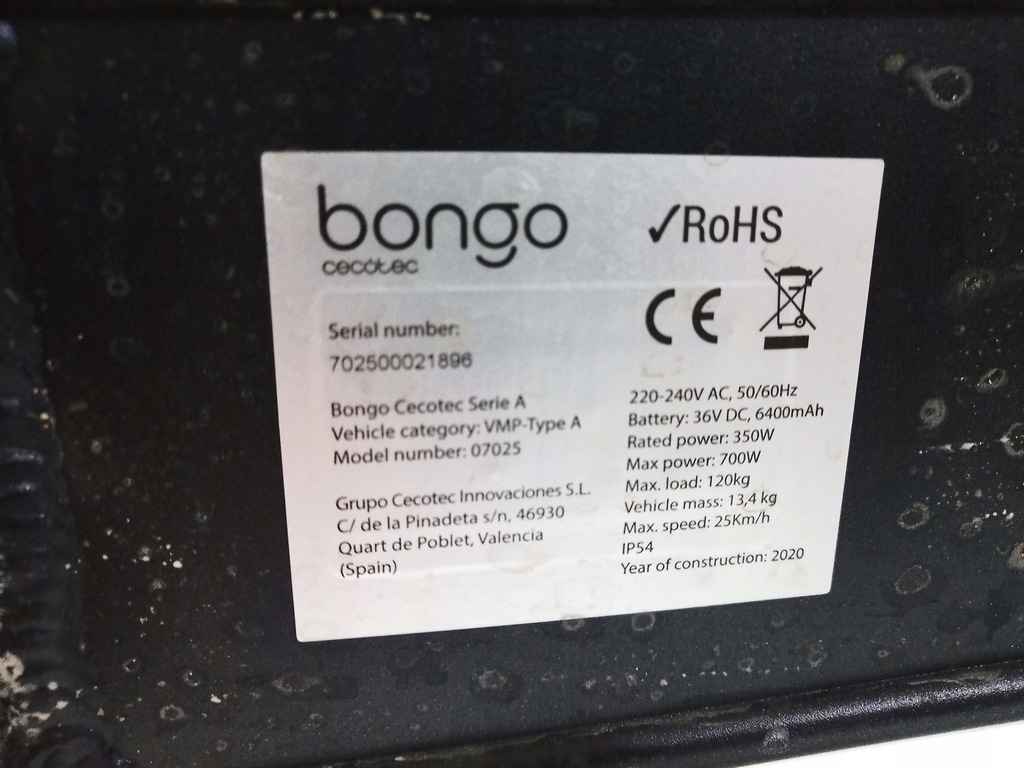 bongo
cecotec
✓RoHS
CE
Serial number:
702500021896
Bongo Cecotec Serie A
Vehicle category: VMP-Type A
Model number: 07025
Grupo Cecotec Innovaciones S.L.
C/ de la Pinadeta s/n, 46930
Quart de Poblet, Valencia
(Spain)
220-240V AC, 50/60Hz
Battery: 36V DC, 6400mAh
Rated power: 350W
Max power: 700W
Max. load: 120kg
Vehicle mass: 13,4 kg
Max. speed: 25Km/h
IP54
Year of construction: 2020